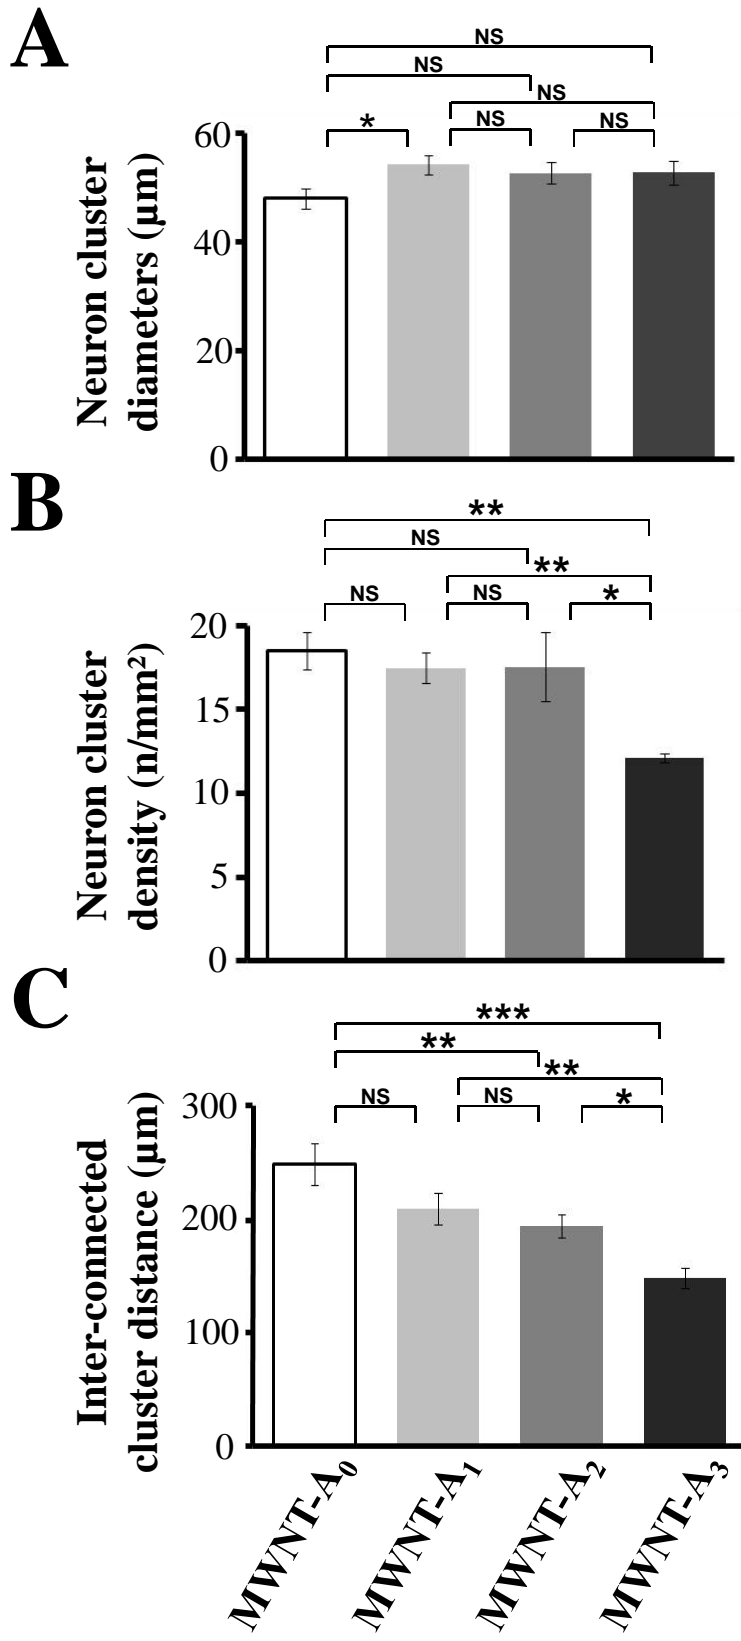 A
NS
NS
NS
* NS NS
60
40
20
0
Neuron cluster
diameters (µm)
B
**
NS
**
NS NS *
20
15
10
5
0
Neuron cluster
density (n/mm²)
C
***
**
**
NS NS *
300
200
100
0
Inter-connected
cluster distance (µm)
MWNT-A₀
MWNT-A₁
MWNT-A₂
MWNT-A₃